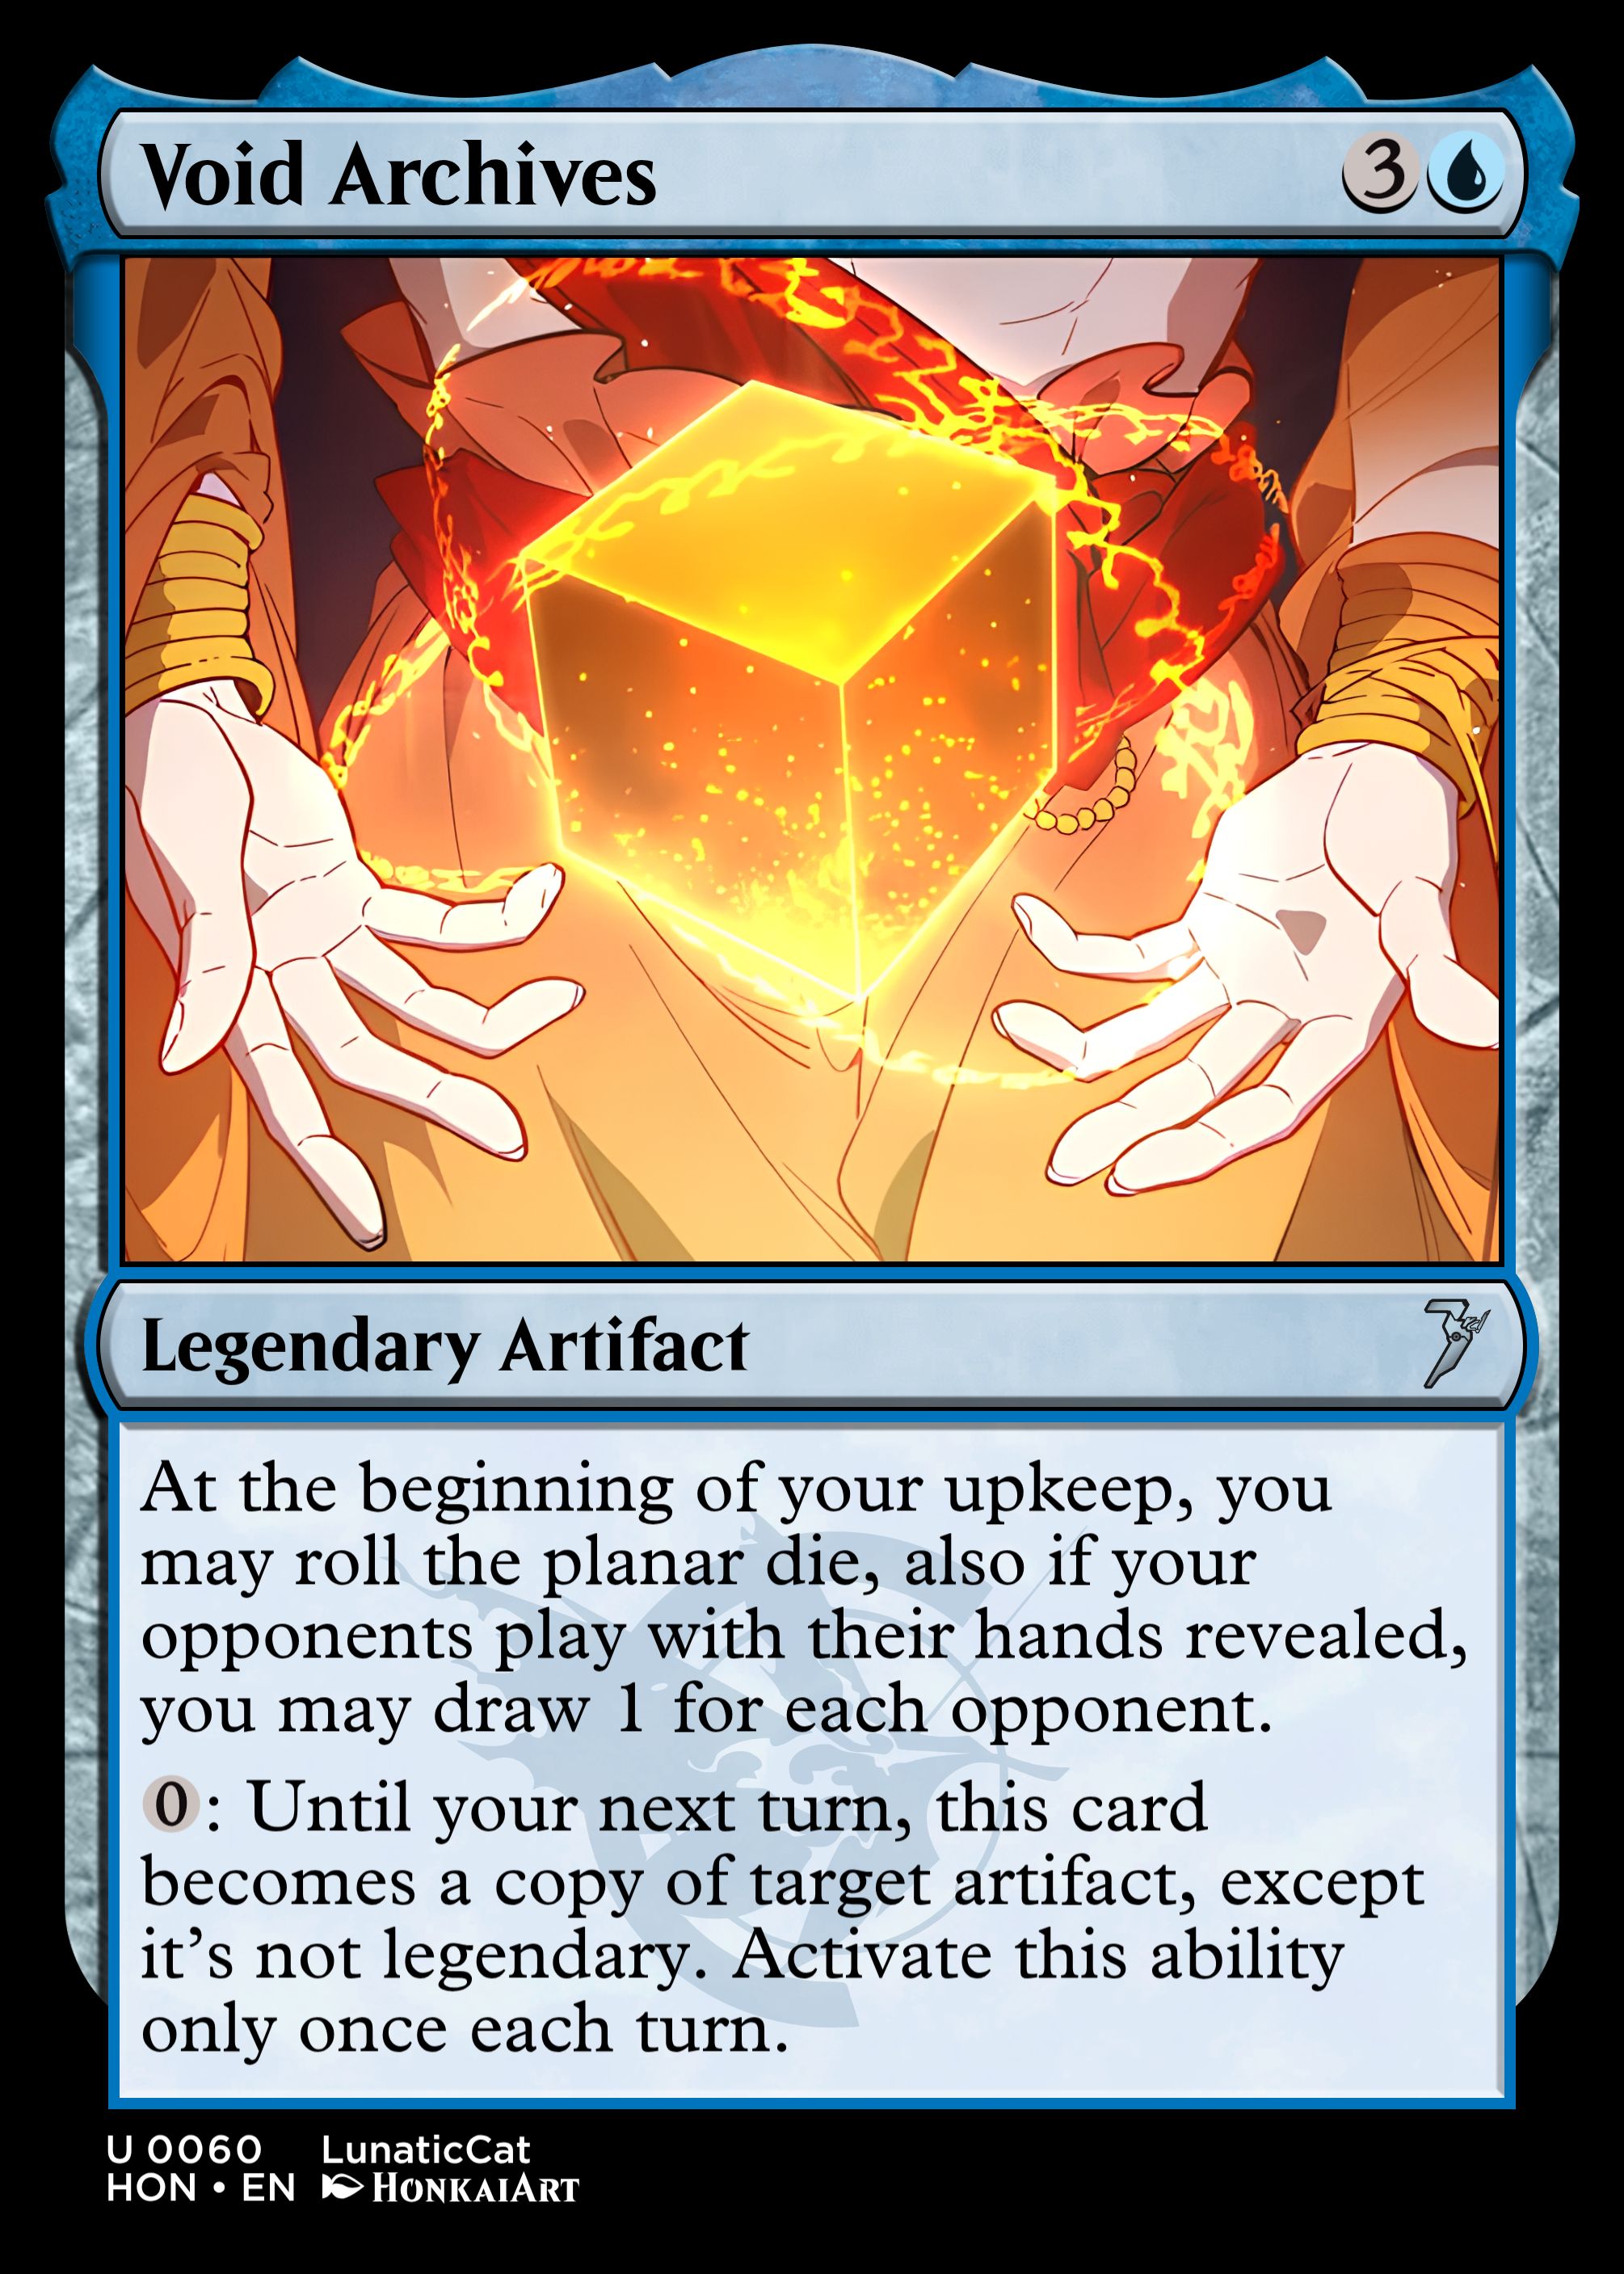 Void Archives 3
Legendary Artifact
At the beginning of your upkeep, you
may roll the planar die, also if your
opponents play with their hands revealed,
you may draw 1 for each opponent.
0: Until your next turn, this card
becomes a copy of target artifact, except
it's not legendary. Activate this ability
only once each turn.
U 0060 LunaticCat
HON • EN HonkaiArt